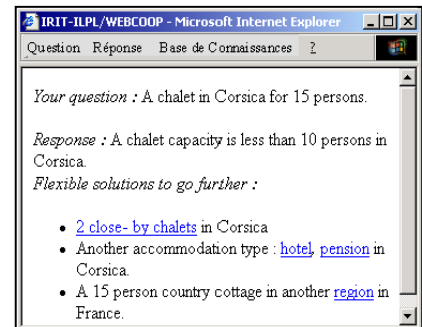 IRIT-ILPL/WEBCOOP - Microsoft Internet Explorer
Question Réponse Base de Connaissances ?
Your question : A chalet in Corsica for 15 persons.
Response : A chalet capacity is less than 10 persons in
Corsica.
Flexible solutions to go further :
• 2 close- by chalets in Corsica
• Another accommodation type : hotel, pension in
Corsica.
• A 15 person country cottage in another region in
France.